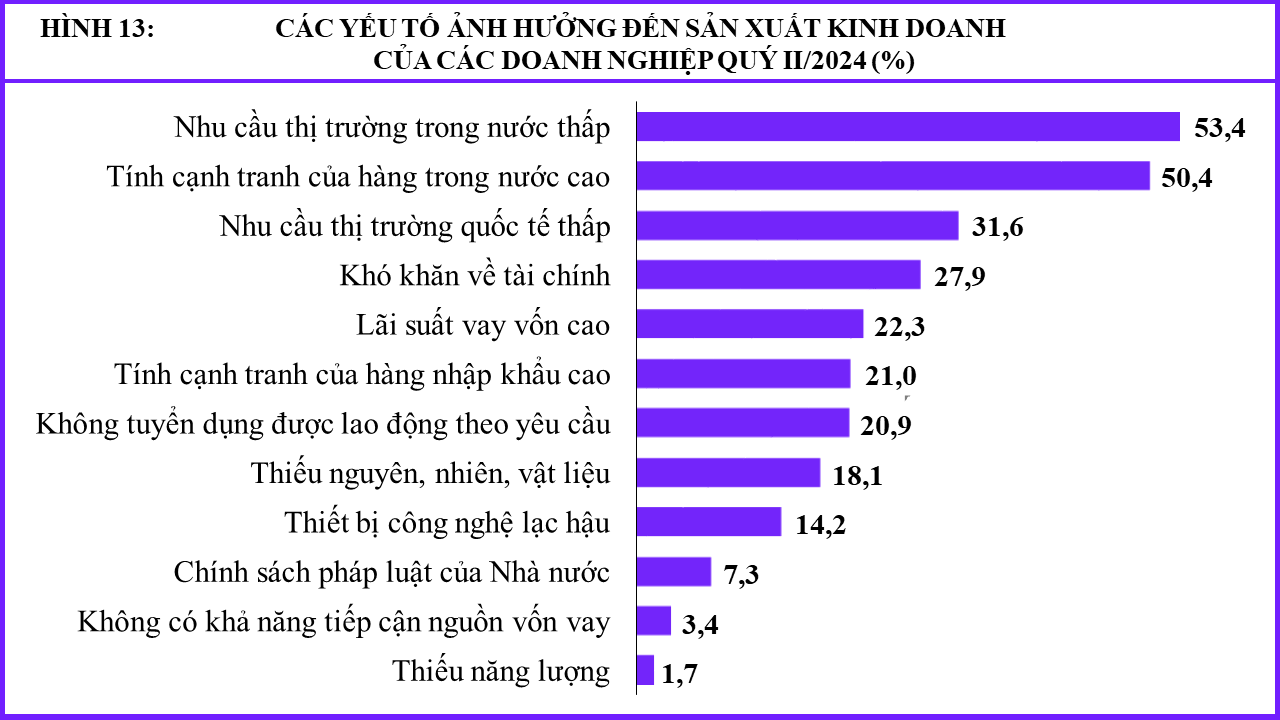 HÌNH 13:
CÁC YẾU TỐ ẢNH HƯỞNG ĐẾN SẢN XUẤT KINH DOANH
CỦA CÁC DOANH NGHIỆP QUÝ II/2024 (%)
Nhu cầu thị trường trong nước thấp 53,4
Tính cạnh tranh của hàng trong nước cao 50,4
Nhu cầu thị trường quốc tế thấp 31,6
Khó khăn về tài chính 27,9
Lãi suất vay vốn cao 22,3
Tính cạnh tranh của hàng nhập khẩu cao 21,0
Không tuyển dụng được lao động theo yêu cầu 20,9
Thiếu nguyên, nhiên, vật liệu 18,1
Thiết bị công nghệ lạc hậu 14,2
Chính sách pháp luật của Nhà nước 7,3
Không có khả năng tiếp cận nguồn vốn vay 3,4
Thiếu năng lượng 1,7